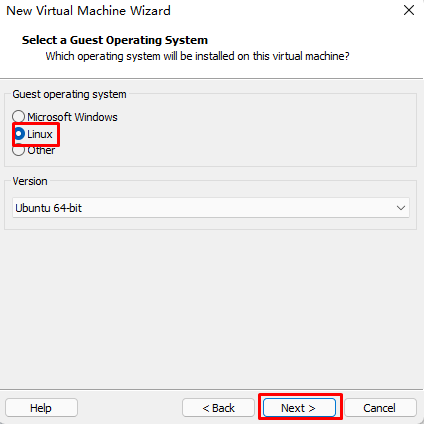 New Virtual Machine Wizard
Select a Guest Operating System
Which operating system will be installed on this virtual machine?
Guest operating system
Microsoft Windows
Linux
Other
Version
Ubuntu 64-bit
Help
< Back
Next >
Cancel